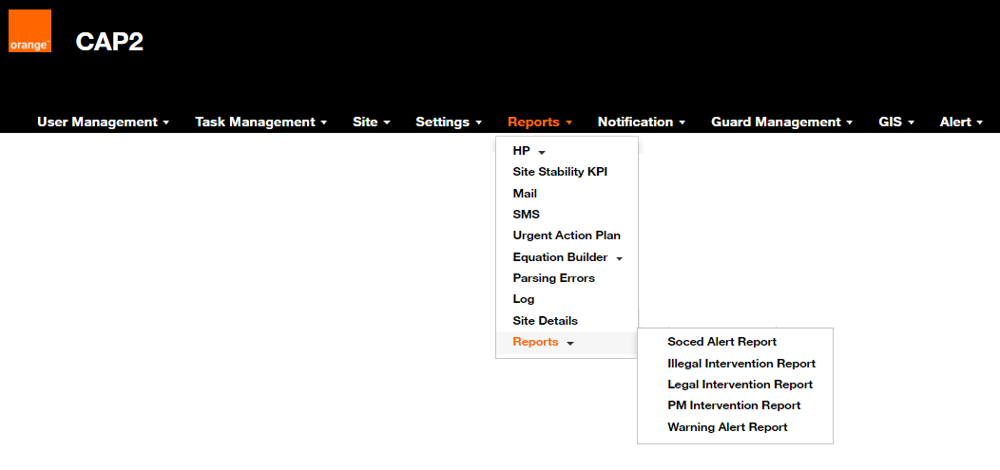 orange™
CAP2
User Management Task Management Site Settings Reports Notification Guard Management GIS Alert
HP
Site Stability KPI
Mail
SMS
Urgent Action Plan
Equation Builder
Parsing Errors
Log
Site Details
Reports
Soced Alert Report
Illegal Intervention Report
Legal Intervention Report
PM Intervention Report
Warning Alert Report